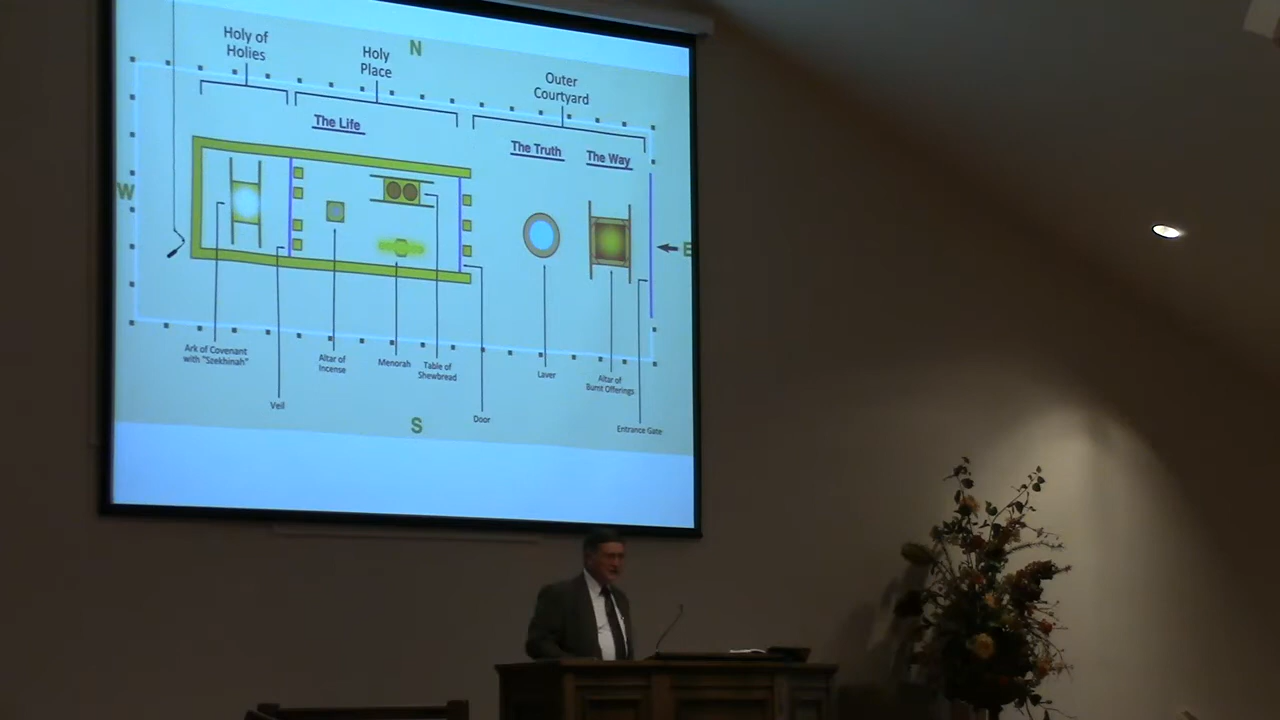 Holy of
Holies
Holy
Place
N
Outer
Courtyard
The Life
The Truth
The Way
W
E
Ark of Covenant
with "Szekhinah"
Altar of
Incense
Menorah
Table of
Shewbread
Laver
Altar of
Burnt Offerings
Veil
Door
Entrance Gate
S